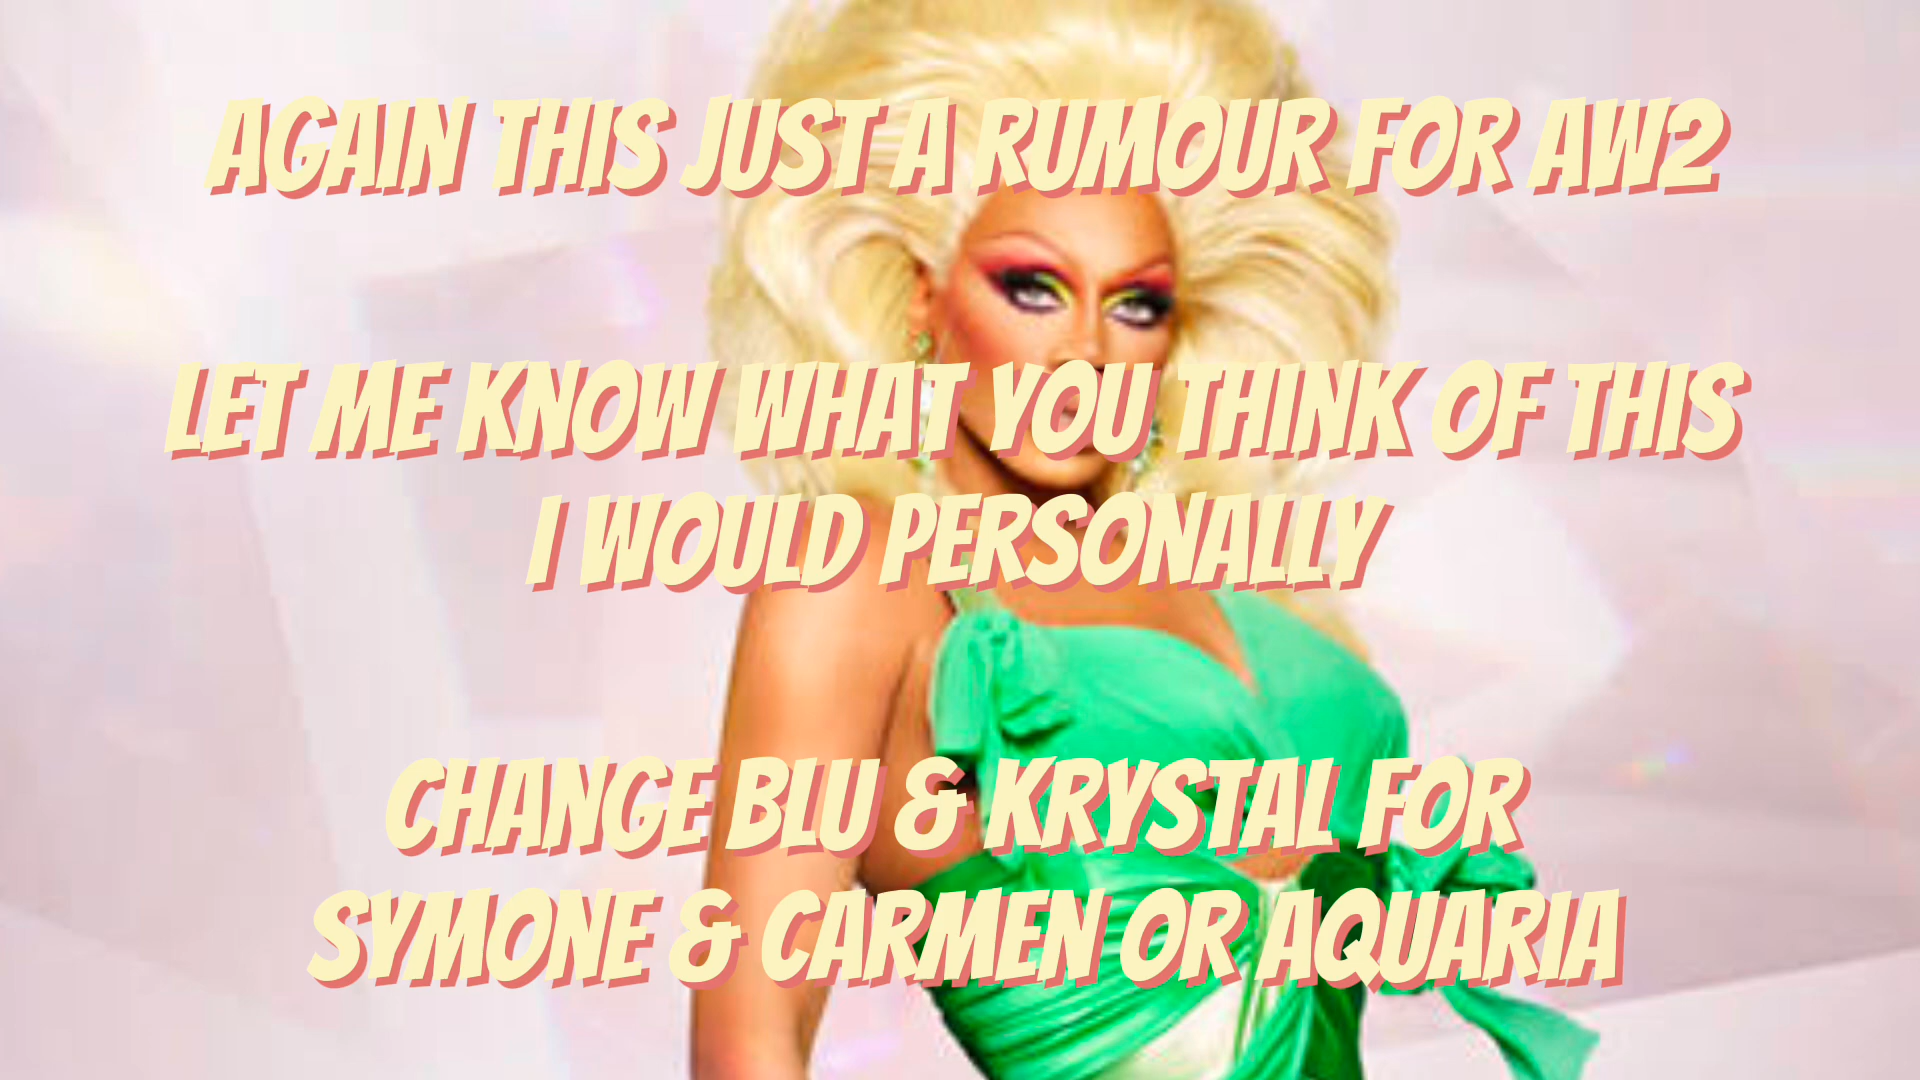 AGAIN THIS JUST A RUMOUR FOR AW2
LET ME KNOW WHAT YOU THINK OF THIS
I WOULD PERSONALLY
CHANGE BLU & KRYSTAL FOR
SYMONE & CARMEN OR AQUARIA